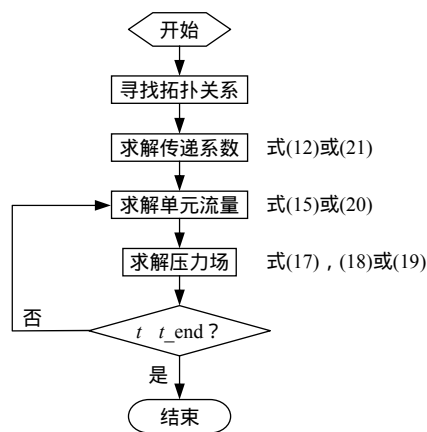 开始
寻找拓扑关系
求解传递系数 式(12)或(21)
求解单元流量 式(15)或(20)
求解压力场 式(17)，(18)或(19)
否
t t_end？
是
结束